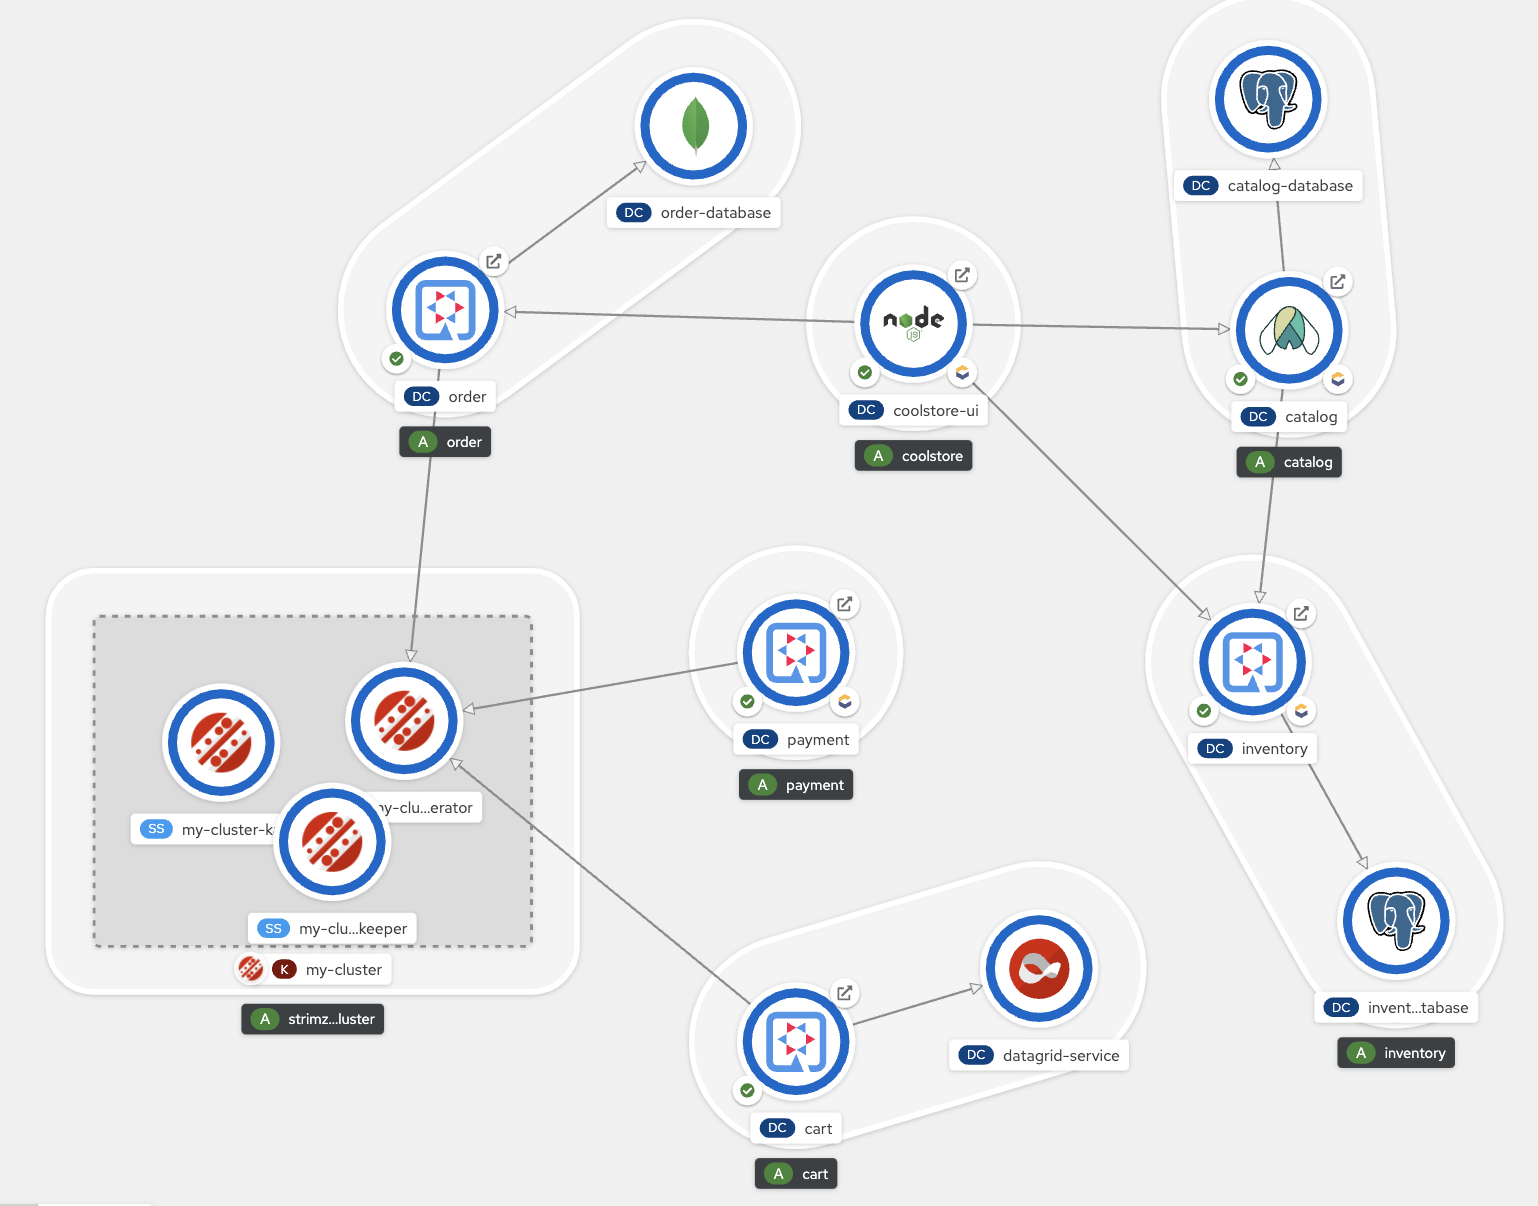 DC order-database
DC catalog-database
node
JS
DC order
A order
DC coolstore-ui
A coolstore
DC catalog
A catalog
DC payment
A payment
DC inventory
my-clu...erator
SS my-cluster-k
SS my-clu...keeper
K my-cluster
A strimz...luster
DC datagrid-service
DC invent...tabase
A inventory
DC cart
A cart